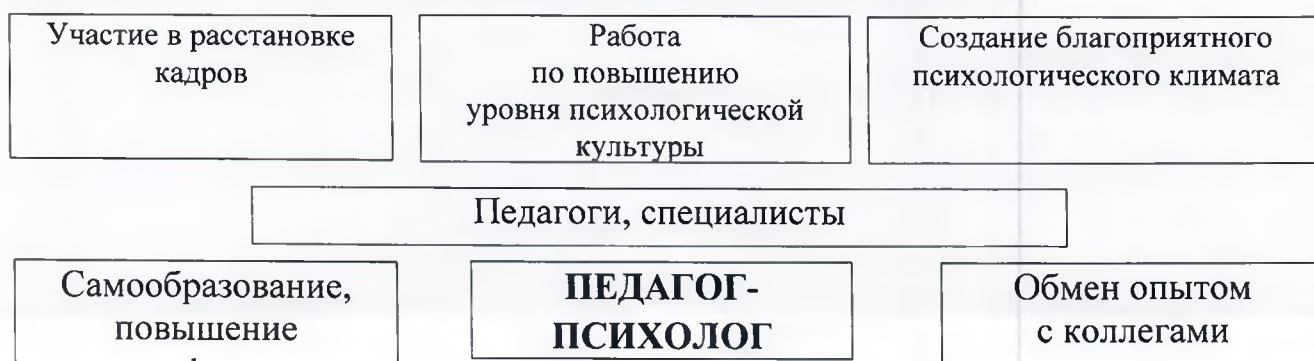 Участие в расстановке
кадров
Работа
по повышению
уровня психологической
культуры
Создание благоприятного
психологического климата
Педагоги, специалисты
Самообразование,
повышение
ПЕДАГОГ-
ПСИХОЛОГ
Обмен опытом
с коллегами